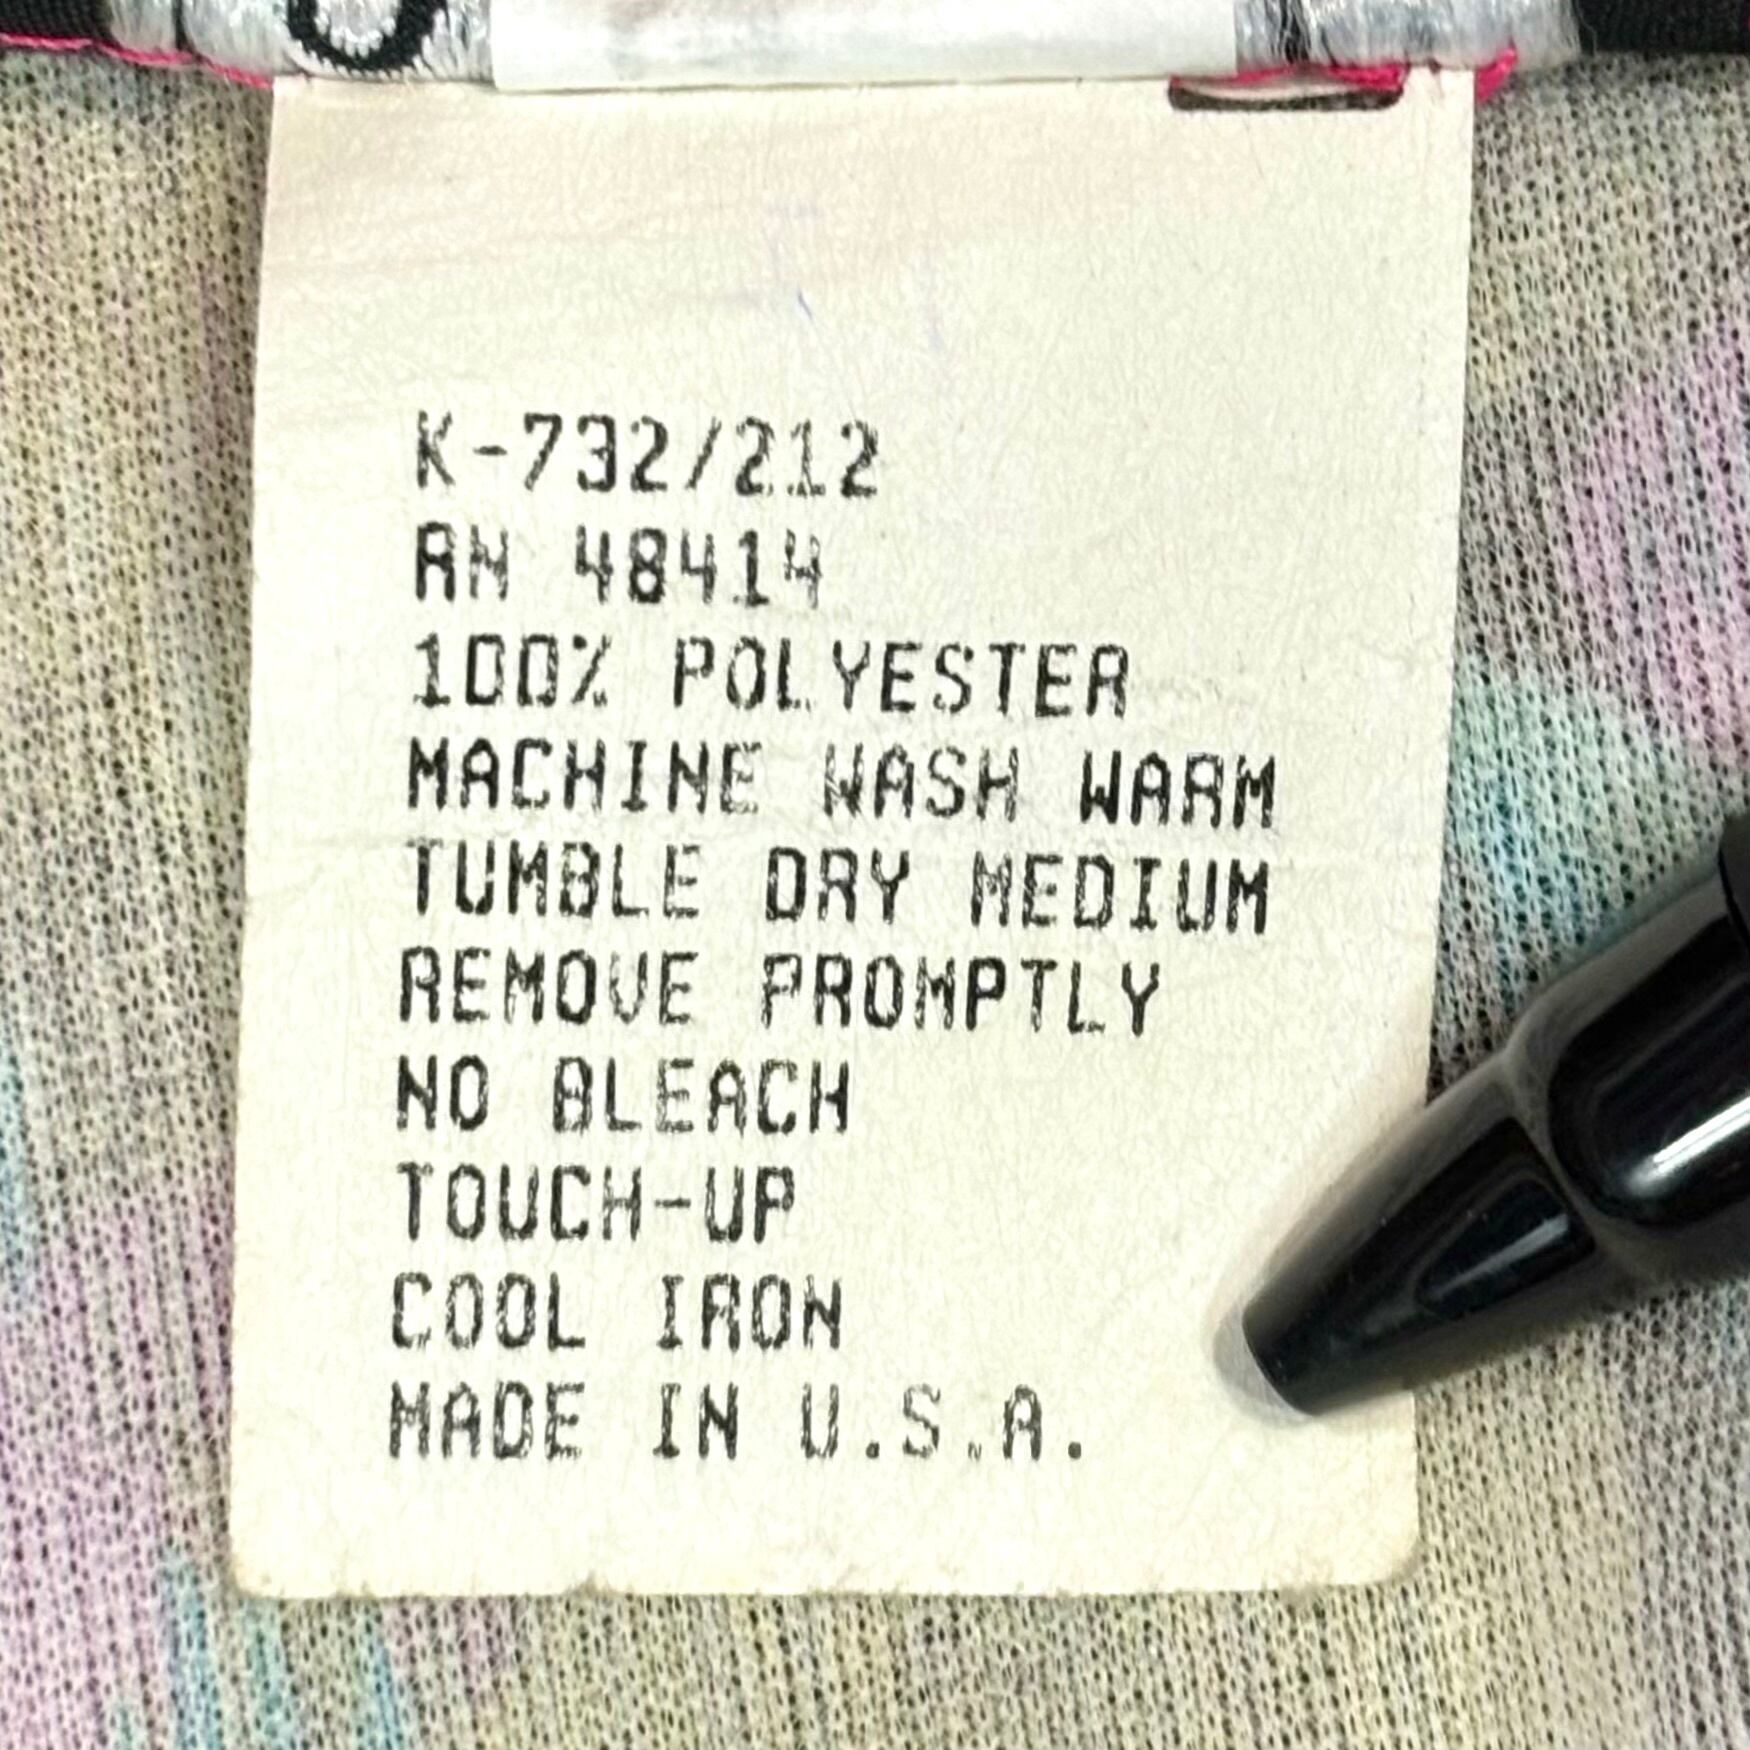 K-732/212
RN 48414
100% POLYESTER
MACHINE WASH WARM
TUMBLE DRY MEDIUM
REMOVE PROMPTLY
NO BLEACH
TOUCH-UP
COOL IRON
MADE IN U.S.A.